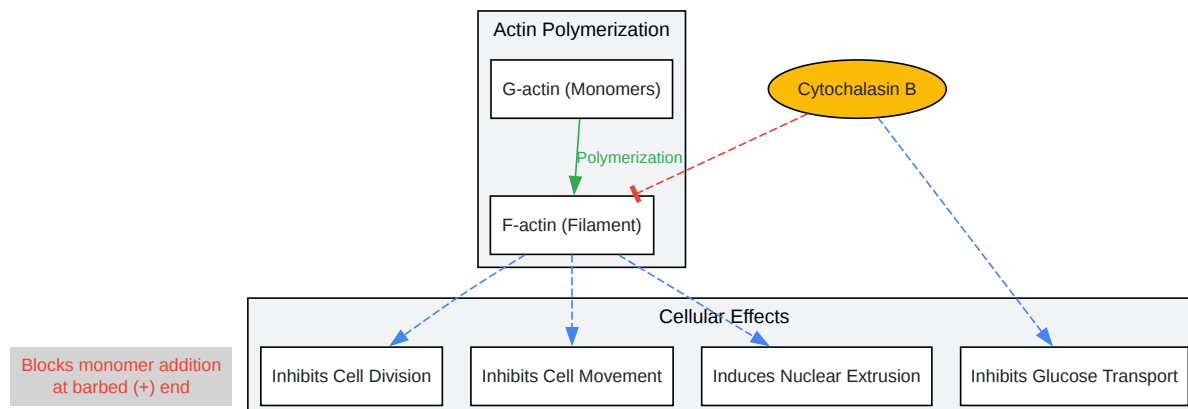 Actin Polymerization
G-actin (Monomers)
Cytochalasin B
Polymerization
F-actin (Filament)
Cellular Effects
Inhibits Cell Division
Inhibits Cell Movement
Induces Nuclear Extrusion
Inhibits Glucose Transport
Blocks monomer addition
at barbed (+) end